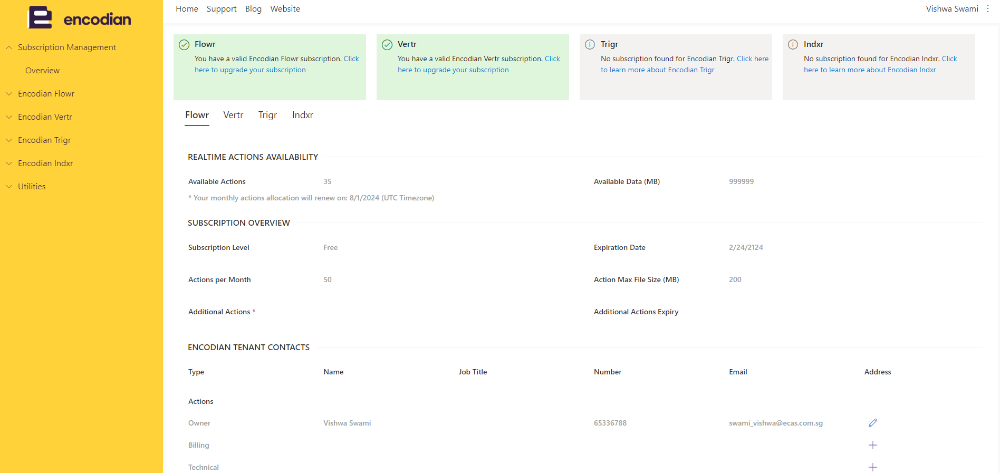 encodian
Home Support Blog Website
Vishwa Swami
Subscription Management
Overview
Encodian Flowr
Encodian Vertr
Encodian Trigr
Encodian Indxr
Utilities
Flowr
You have a valid Encodian Flowr subscription. Click
here to upgrade your subscription
Vertr
You have a valid Encodian Vertr subscription. Click
here to upgrade your subscription
Trigr
No subscription found for Encodian Trigr. Click here
to learn more about Encodian Trigr
Indxr
No subscription found for Encodian Indxr. Click
here to learn more about Encodian Indxr
Flowr Vertr Trigr Indxr
REALTIME ACTIONS AVAILABILITY
Available Actions 35 Available Data (MB) 999999
* Your monthly actions allocation will renew on: 8/1/2024 (UTC Timezone)
SUBSCRIPTION OVERVIEW
Subscription Level Free Expiration Date 2/24/2124
Actions per Month 50 Action Max File Size (MB) 200
Additional Actions * Additional Actions Expiry
ENCODIAN TENANT CONTACTS
Type Name Job Title Number Email Address
Actions
Owner Vishwa Swami 65336788 swami_vishwa@ecas.com.sg
Billing
Technical